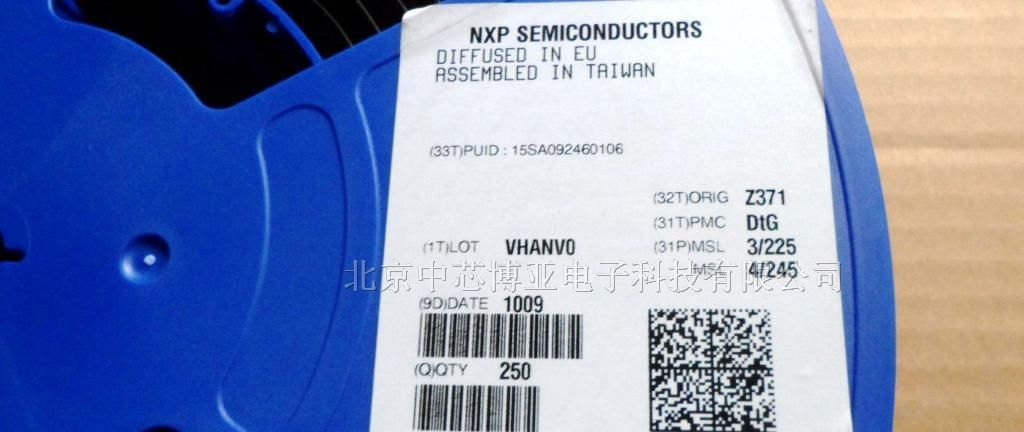 NXP SEMICONDUCTORS
DIFFUSED IN EU
ASSEMBLED IN TAIWAN
(33T)PUID : 15SA092460106
(32T)ORIG Z371
(31T)PMC DtG
(1T)LOT VHANV0 (31P)MSL 3/225
MSL 4/245
北京中芯博亚电子科技有限公司
(9D)DATE 1009
(Q)QTY 250